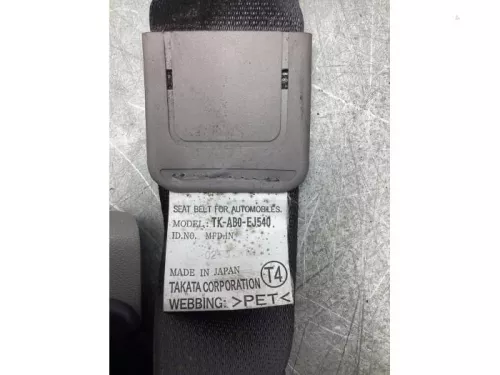 SEAT BELT FOR AUTOMOBILES.
MODEL.: TK-AB0-EJ540.
ID.NO. MFD.IN
MADE IN JAPAN
T4
TAKATA CORPORATION
WEBBING: >PET<